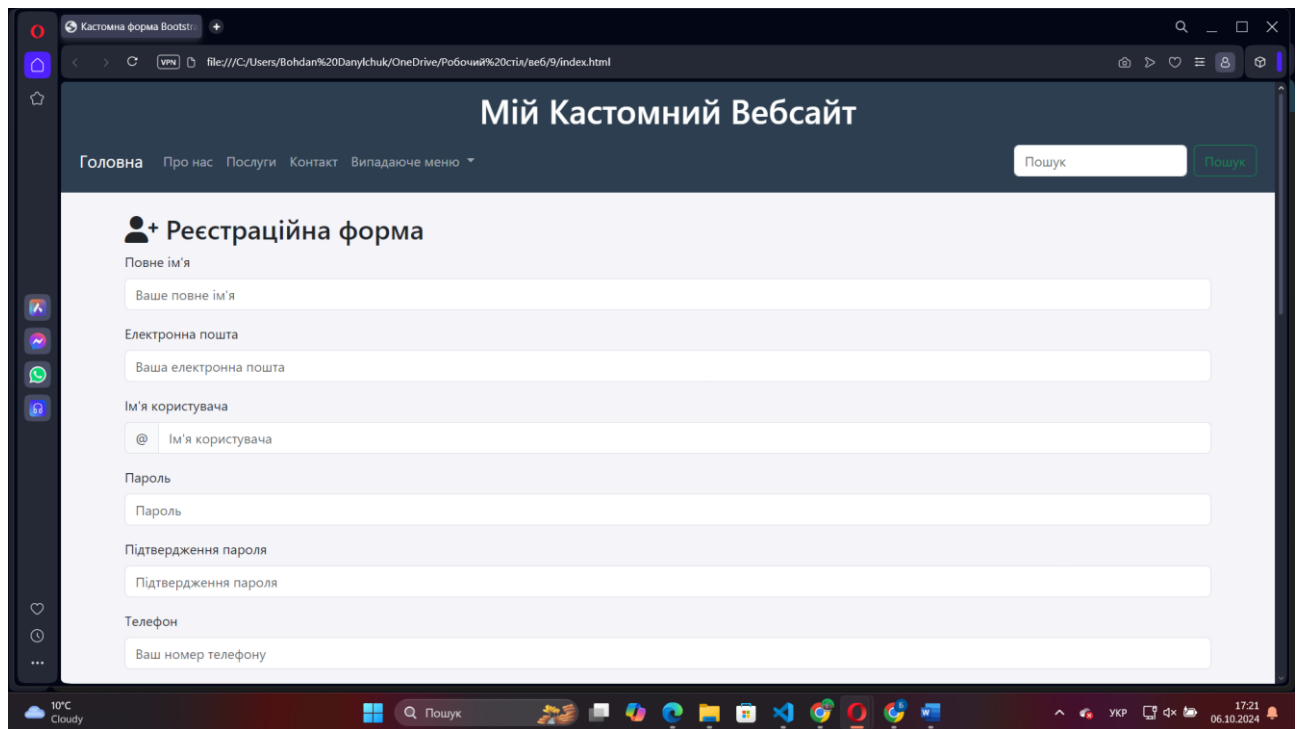 Кастомна форма Bootstr
VPN
file:///C:/Users/Bohdan%20Danylchuk/OneDrive/Робочий%20стіл/веб/9/index.html
Мій Кастомний Вебсайт
Головна Про нас Послуги Контакт Випадаюче меню Пошук Пошук
Реєстраційна форма
Повне ім'я
Ваше повне ім'я
Електронна пошта
Ваша електронна пошта
Ім'я користувача
@ Ім'я користувача
Пароль
Пароль
Підтвердження пароля
Підтвердження пароля
Телефон
Ваш номер телефону
10°C
Cloudy
Пошук
УКР
17:21
06.10.2024